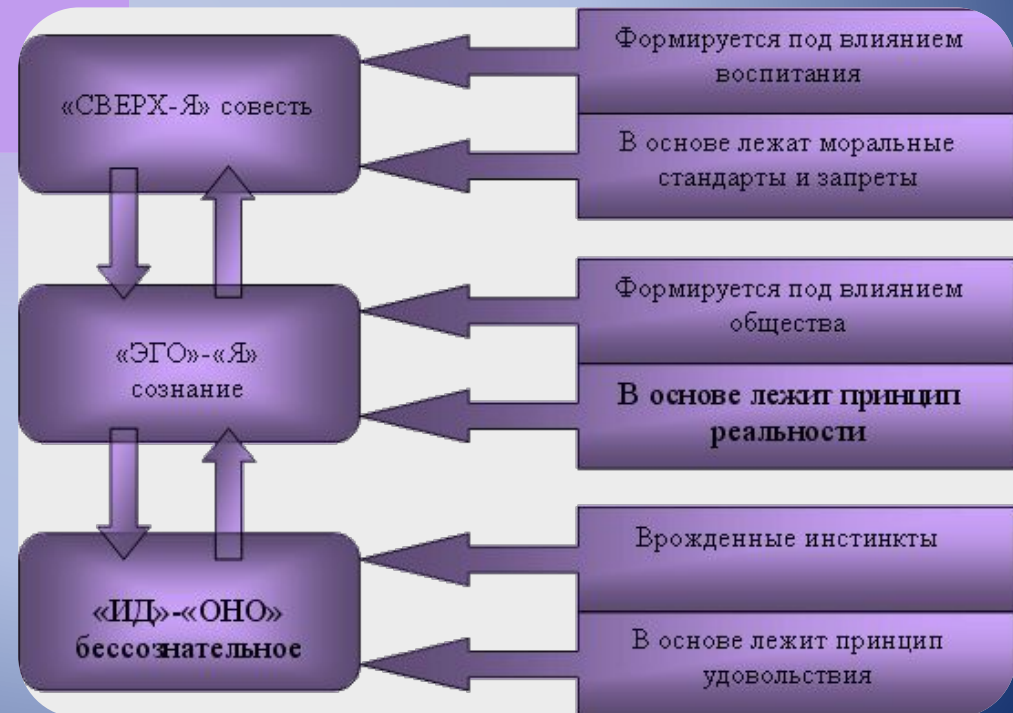 «СВЕРХ-Я» совесть
Формируется под влиянием
воспитания
В основе лежат моральные
стандарты и запреты
«ЭГО»-«Я»
сознание
Формируется под влиянием
общества
В основе лежит принцип
реальности
«ИД»-«ОНО»
бессознательное
Врожденные инстинкты
В основе лежит принцип
удовольствия